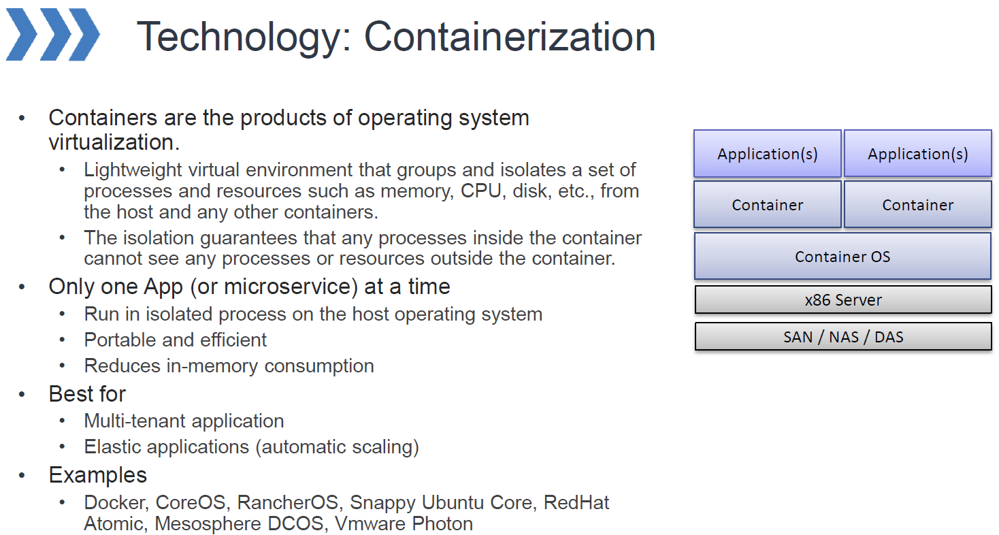 Technology: Containerization
• Containers are the products of operating system
virtualization.
• Lightweight virtual environment that groups and isolates a set of
processes and resources such as memory, CPU, disk, etc., from
the host and any other containers.
• The isolation guarantees that any processes inside the container
cannot see any processes or resources outside the container.
• Only one App (or microservice) at a time
• Run in isolated process on the host operating system
• Portable and efficient
• Reduces in-memory consumption
• Best for
• Multi-tenant application
• Elastic applications (automatic scaling)
• Examples
• Docker, CoreOS, RancherOS, Snappy Ubuntu Core, RedHat
Atomic, Mesosphere DCOS, Vmware Photon
Application(s) Application(s)
Container Container
Container OS
x86 Server
SAN / NAS / DAS